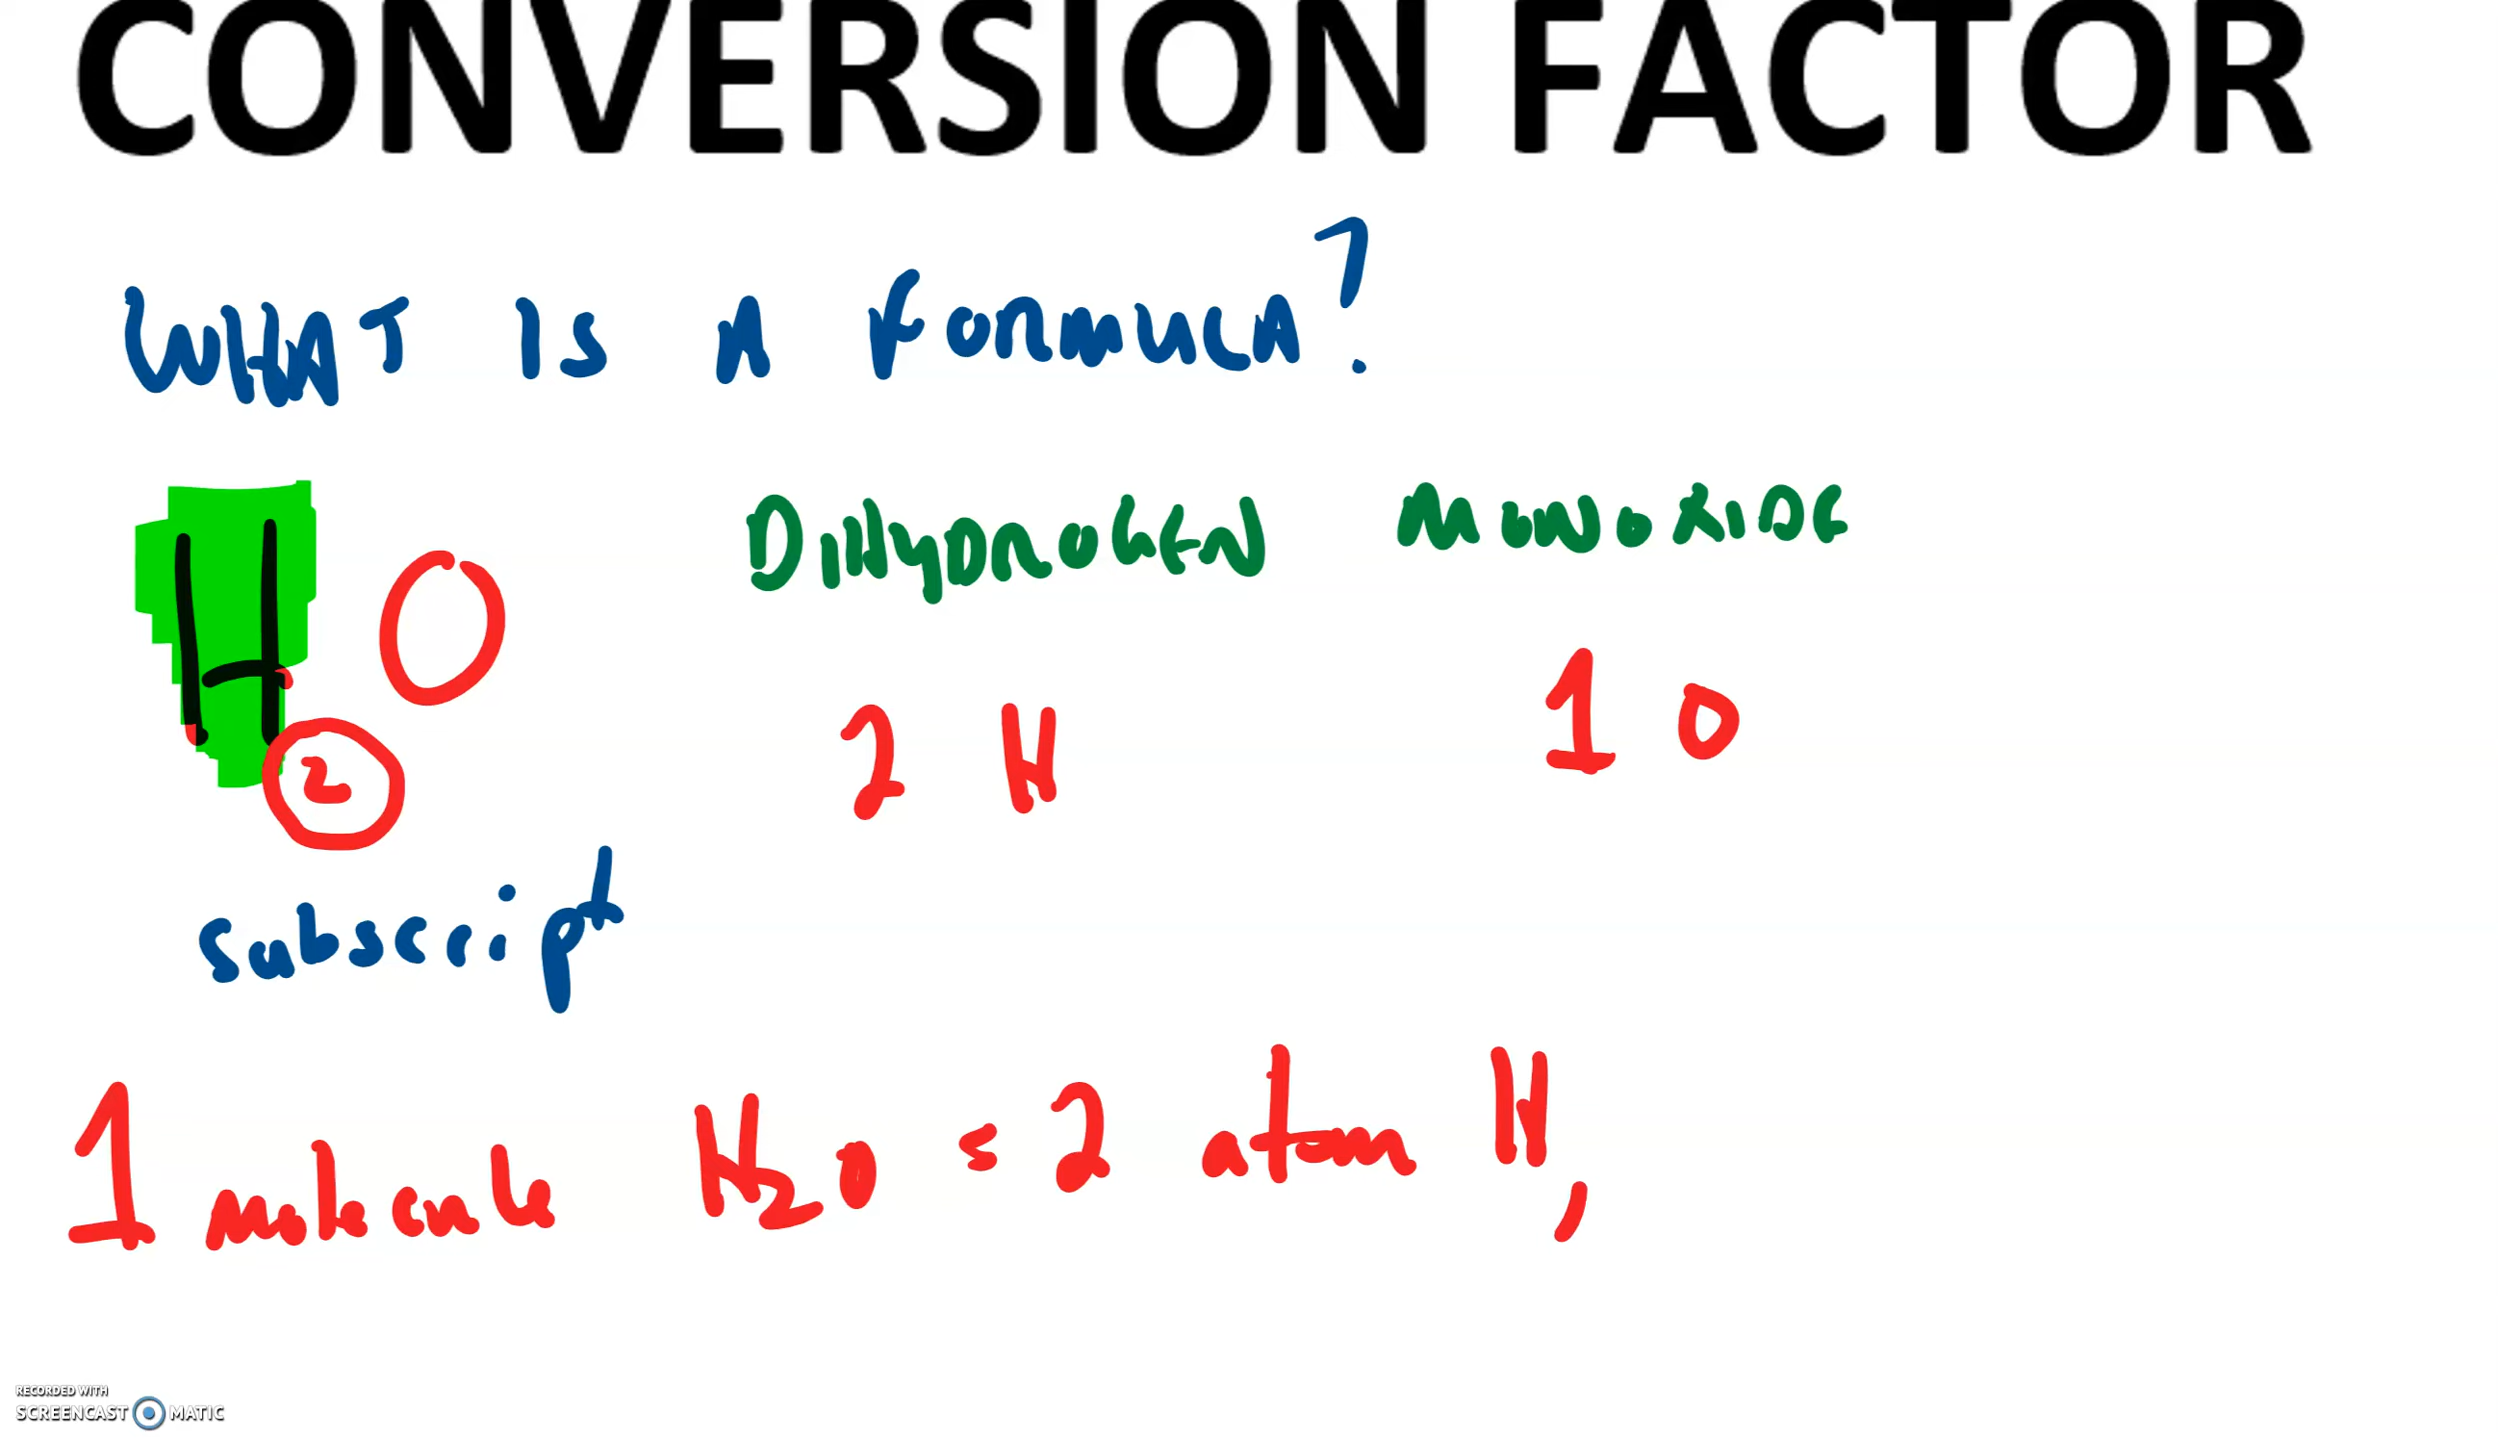 CONVERSION FACTOR
WHAT IS A FORMULA?
DIHYDROGEN MONOXIDE
H2O
2 H 1 O
subscript
1 molecule H2O = 2 atom H,
RECORDED WITH
SCREENCAST MATIC